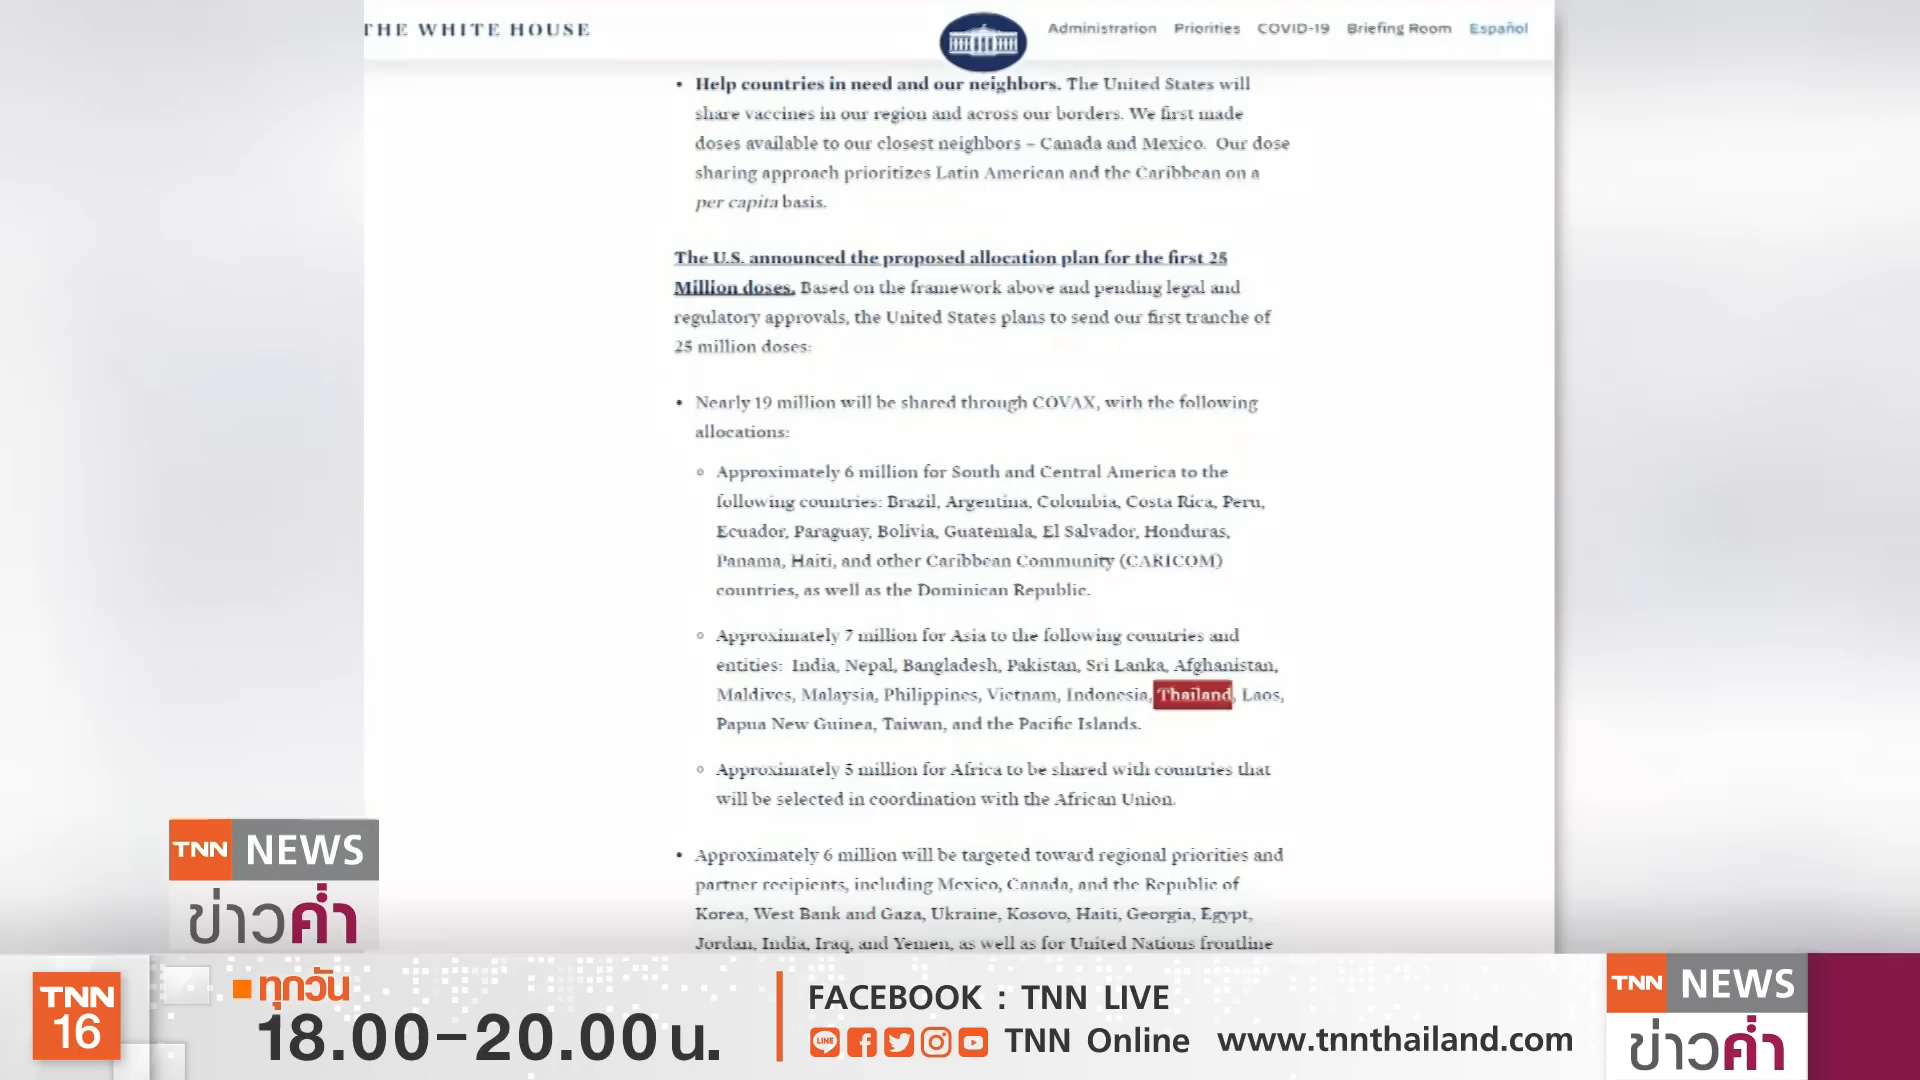 THE WHITE HOUSE
Administration Priorities COVID-19 Briefing Room Español
• Help countries in need and our neighbors. The United States will
share vaccines in our region and across our borders. We first made
doses available to our closest neighbors – Canada and Mexico. Our dose
sharing approach prioritizes Latin American and the Caribbean on a
per capita basis.
The U.S. announced the proposed allocation plan for the first 25
Million doses. Based on the framework above and pending legal and
regulatory approvals, the United States plans to send our first tranche of
25 million doses:
• Nearly 19 million will be shared through COVAX, with the following
allocations:
○ Approximately 6 million for South and Central America to the
following countries: Brazil, Argentina, Colombia, Costa Rica, Peru,
Ecuador, Paraguay, Bolivia, Guatemala, El Salvador, Honduras,
Panama, Haiti, and other Caribbean Community (CARICOM)
countries, as well as the Dominican Republic.
○ Approximately 7 million for Asia to the following countries and
entities: India, Nepal, Bangladesh, Pakistan, Sri Lanka, Afghanistan,
Maldives, Malaysia, Philippines, Vietnam, Indonesia, Thailand, Laos,
Papua New Guinea, Taiwan, and the Pacific Islands.
○ Approximately 5 million for Africa to be shared with countries that
will be selected in coordination with the African Union.
• Approximately 6 million will be targeted toward regional priorities and
partner recipients, including Mexico, Canada, and the Republic of
Korea, West Bank and Gaza, Ukraine, Kosovo, Haiti, Georgia, Egypt,
Jordan, India, Iraq, and Yemen, as well as for United Nations frontline
TNN NEWS
ข่าวค่ำ
TNN
16
ทุกวัน
18.00-20.00 น.
FACEBOOK : TNN LIVE
LINE TNN Online www.tnnthailand.com
TNN NEWS
ข่าวค่ำ